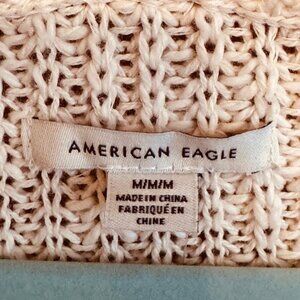 AMERICAN EAGLE
M/M/M
MADE IN CHINA
FABRIQUÉ EN
CHINE